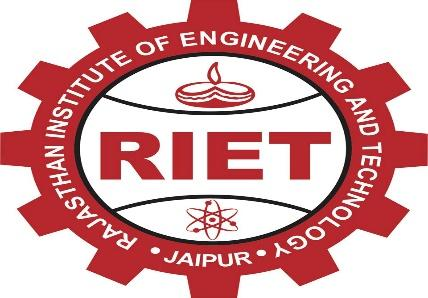 RAJASTHAN INSTITUTE OF ENGINEERING AND TECHNOLOGY
RIET
• JAIPUR •